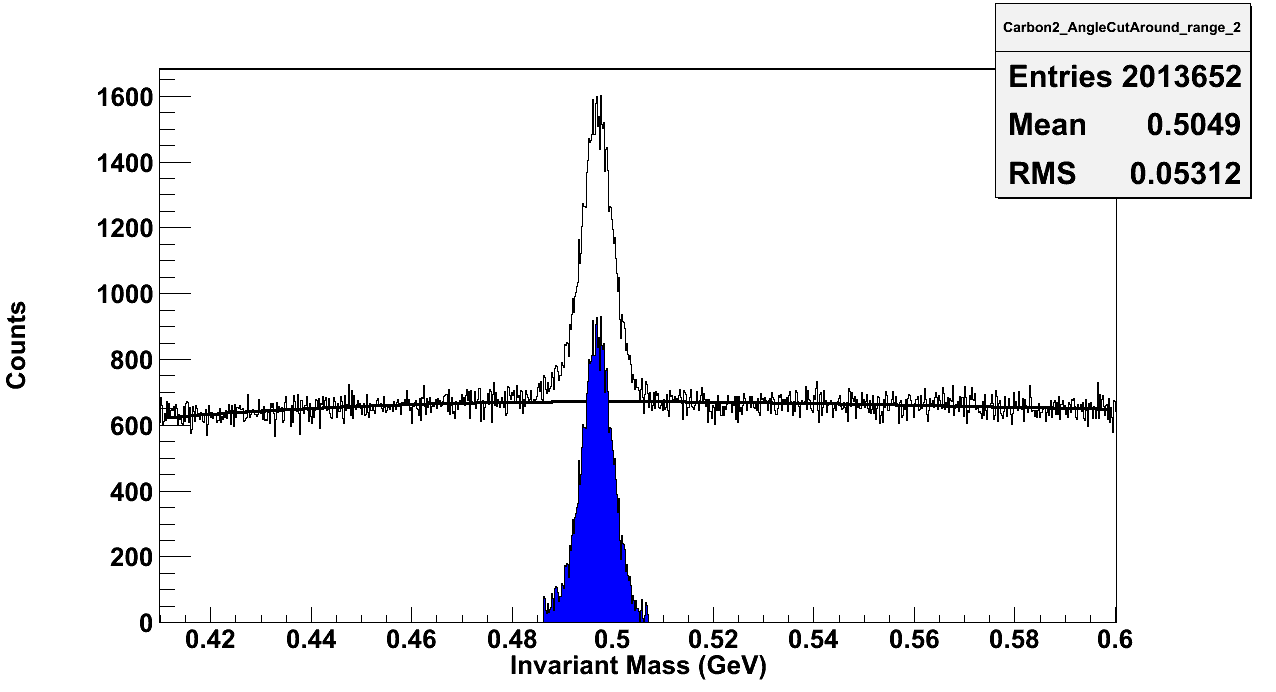 Carbon2_AngleCutAround_range_2
Entries 2013652
Mean 0.5049
RMS 0.05312
1600
1400
1200
1000
800
600
400
200
0
Counts
0.42 0.44 0.46 0.48 0.5 0.52 0.54 0.56 0.58 0.6
Invariant Mass (GeV)